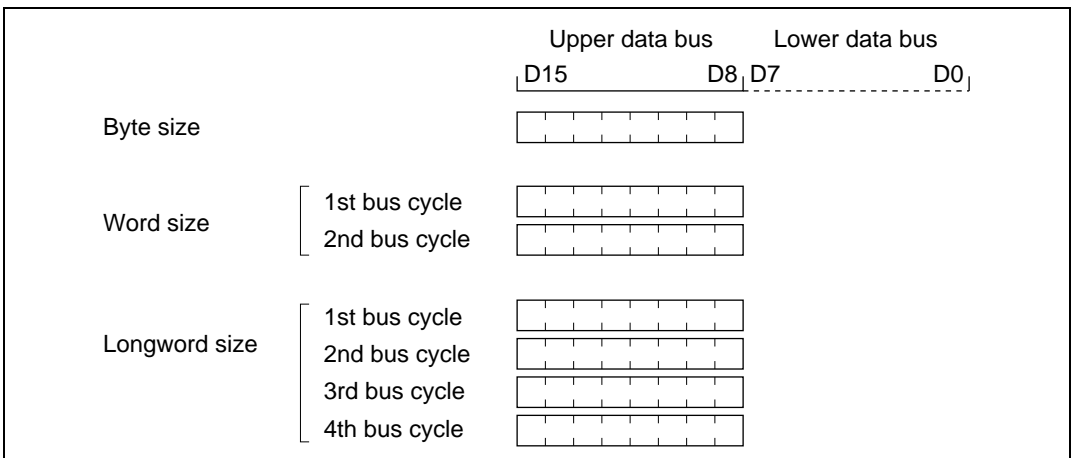 Upper data bus Lower data bus
D15 D8 D7 D0
Byte size
1st bus cycle
Word size
2nd bus cycle
1st bus cycle
Longword size
2nd bus cycle
3rd bus cycle
4th bus cycle